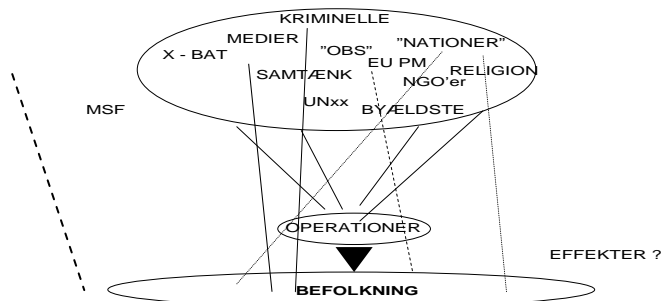 KRIMINELLE
MEDIER
"NATIONER"
"OBS"
X - BAT
EU PM
SAMTÆNK
RELIGION
NGO'er
UNxx
BYÆLDSTE
MSF
OPERATIONER
EFFEKTER ?
BEFOLKNING